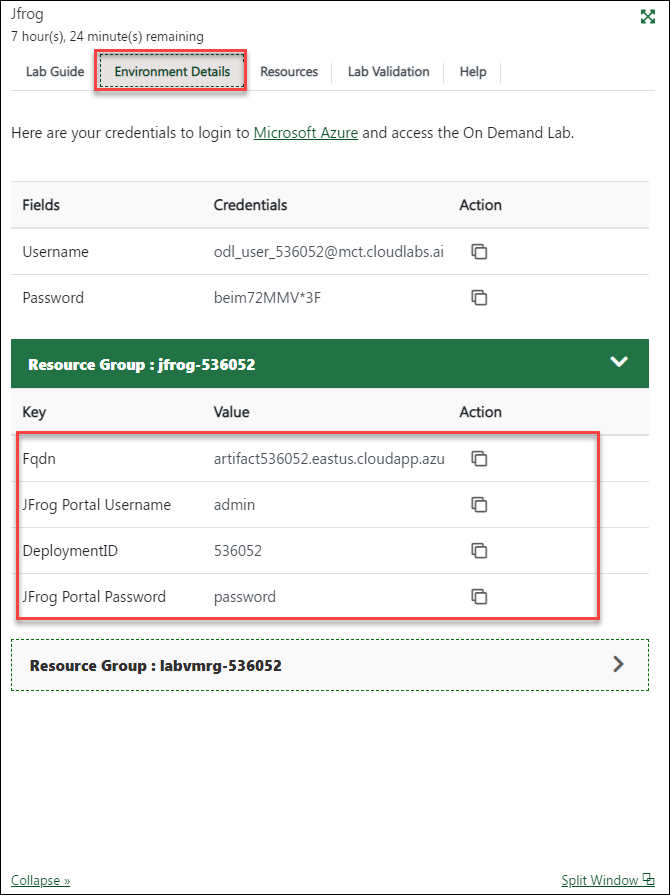 Jfrog
7 hour(s), 24 minute(s) remaining
Lab Guide Environment Details Resources Lab Validation Help
Here are your credentials to login to Microsoft Azure and access the On Demand Lab.
Fields Credentials Action
Username odl_user_536052@mct.cloudlabs.ai
Password beim72MMV*3F
Resource Group : jfrog-536052
Key Value Action
Fqdn artifact536052.eastus.cloudapp.azu
JFrog Portal Username admin
DeploymentID 536052
JFrog Portal Password password
Resource Group : labvmrg-536052
Collapse » Split Window